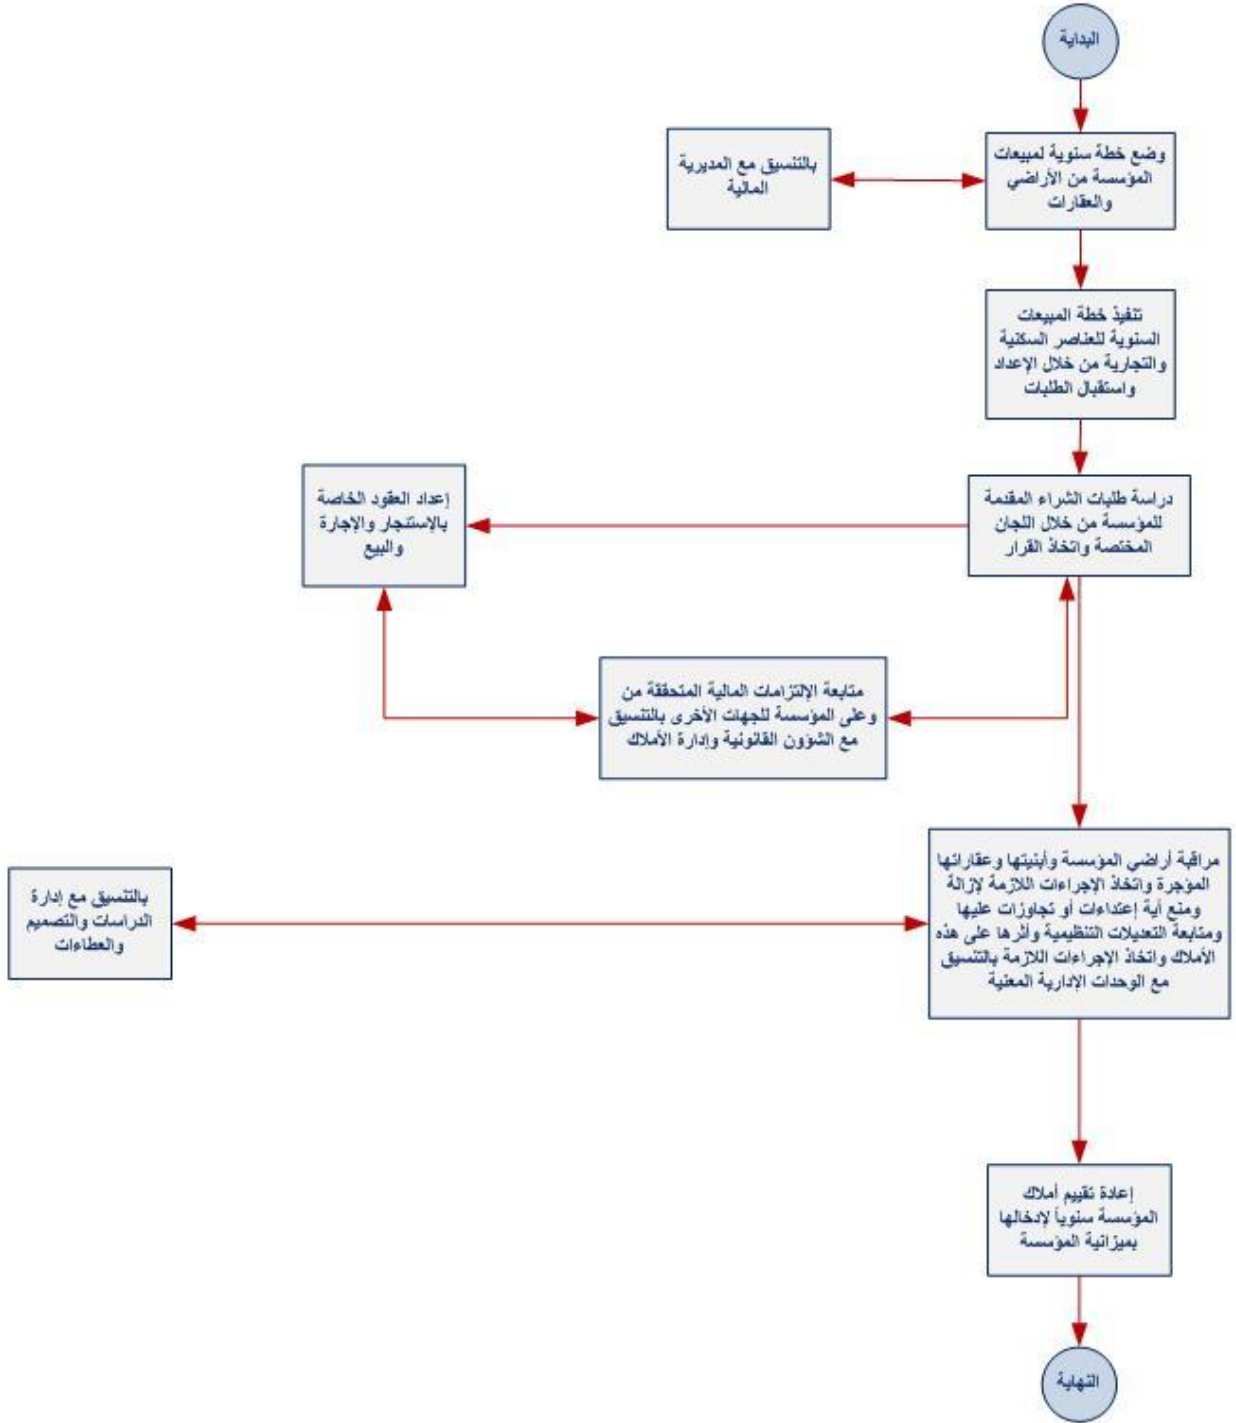 البداية
وضع خطة سنوية لمبيعات
المؤسسة من الأراضي
والعقارات
بالتنسيق مع المديرية
المالية
تنفيذ خطة المبيعات
السنوية للعناصر السكنية
والتجارية من خلال الإعداد
واستقبال الطلبات
دراسة طلبات الشراء المقدمة
للمؤسسة من خلال اللجان
المختصة واتخاذ القرار
إعداد العقود الخاصة
بالإستئجار والإجارة
والبيع
متابعة الإلتزامات المالية المتحققة من
وعلى المؤسسة للجهات الأخرى بالتنسيق
مع الشؤون القانونية وإدارة الأملاك
مراقبة أراضي المؤسسة وأبنيتها وعقاراتها
المؤجرة واتخاذ الإجراءات اللازمة لإزالة
ومنع أية إعتداءات أو تجاوزات عليها
ومتابعة التعديلات التنظيمية وأثرها على هذه
الأملاك واتخاذ الإجراءات اللازمة بالتنسيق
مع الوحدات الإدارية المعنية
بالتنسيق مع إدارة
الدراسات والتصميم
والعطاءات
إعادة تقييم أملاك
المؤسسة سنوياً لإدخالها
بميزانية المؤسسة
النهاية